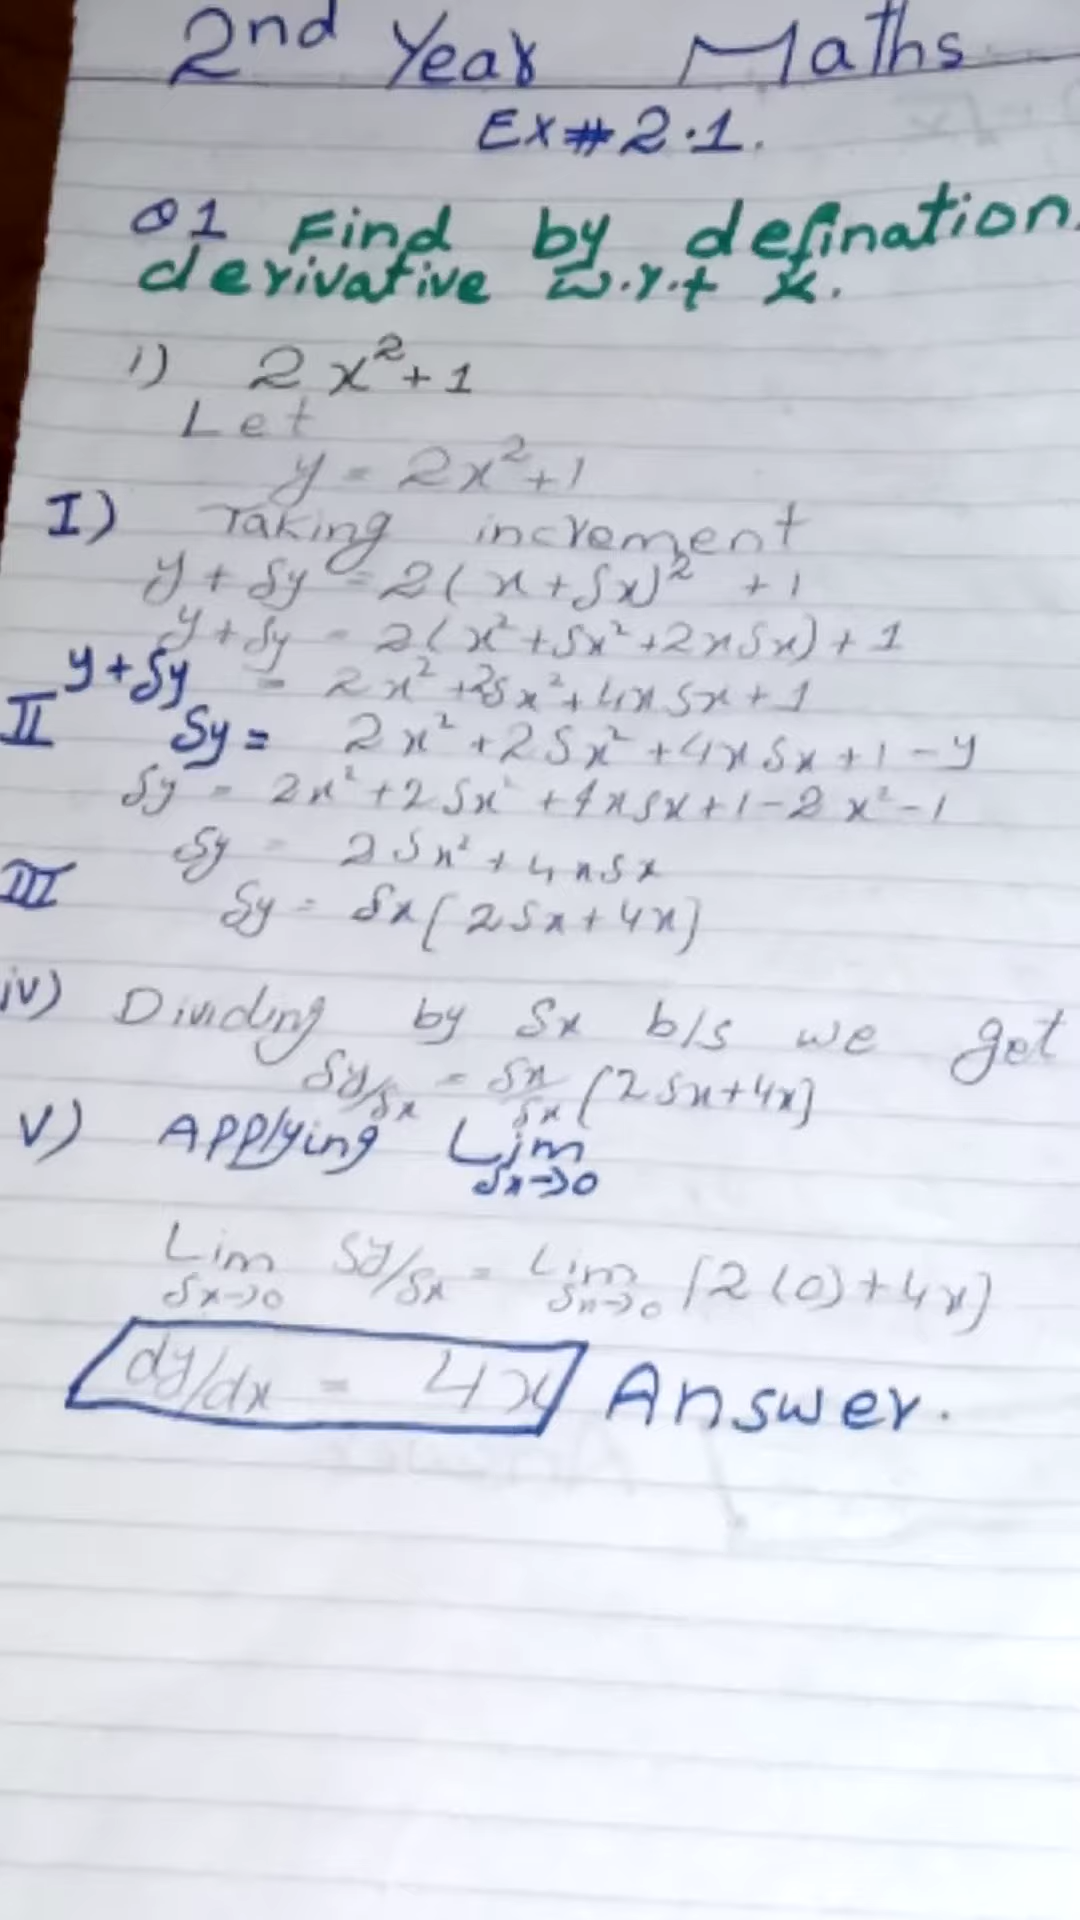 2nd Year Maths
Ex#2.1.
Q1 Find by defination
derivative w.r.t x.
i) 2x²+1
Let
y = 2x²+1
I) Taking increment
y + δy = 2(x+δx)² + 1
y + δy = 2(x²+δx²+2xδx)+1
y+δy = 2x²+2δx²+4xδx+1
II δy = 2x²+2δx²+4xδx+1-y
δy = 2x²+2δx²+4xδx+1-2x²-1
δy = 2δx²+4xδx
III δy = δx[2δx+4x]
iv) Dividing by δx b/s we get
δy/δx = δx/δx [2δx+4x]
v) Applying Lim δx→0
Lim δx→0 δy/δx = Lim δx→0 [2(0)+4x]
dy/dx = 4x Answer.